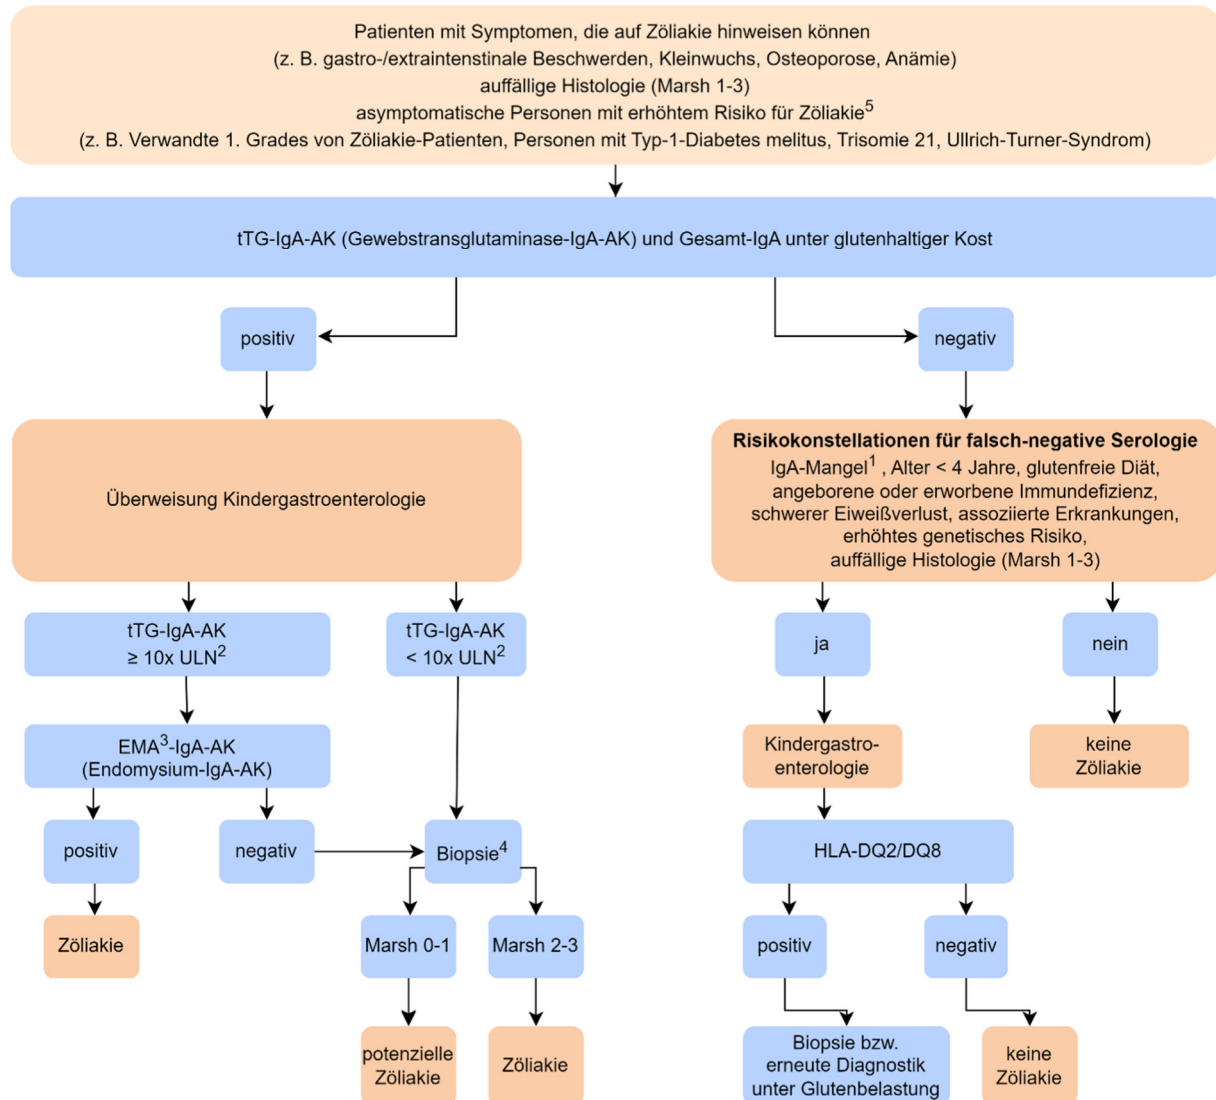 Patienten mit Symptomen, die auf Zöliakie hinweisen können
(z. B. gastro-/extraintenstinale Beschwerden, Kleinwuchs, Osteoporose, Anämie)
auffällige Histologie (Marsh 1-3)
asymptomatische Personen mit erhöhtem Risiko für Zöliakie⁵
(z. B. Verwandte 1. Grades von Zöliakie-Patienten, Personen mit Typ-1-Diabetes melitus, Trisomie 21, Ullrich-Turner-Syndrom)
tTG-IgA-AK (Gewebstransglutaminase-IgA-AK) und Gesamt-IgA unter glutenhaltiger Kost
positiv
negativ
Überweisung Kindergastroenterologie
Risikokonstellationen für falsch-negative Serologie
IgA-Mangel¹ , Alter < 4 Jahre, glutenfreie Diät,
angeborene oder erworbene Immundefizienz,
schwerer Eiweißverlust, assoziierte Erkrankungen,
erhöhtes genetisches Risiko,
auffällige Histologie (Marsh 1-3)
tTG-IgA-AK
≥ 10x ULN²
tTG-IgA-AK
< 10x ULN²
ja
nein
EMA³-IgA-AK
(Endomysium-IgA-AK)
Kindergastro-
enterologie
keine
Zöliakie
positiv
negativ
Biopsie⁴
HLA-DQ2/DQ8
Zöliakie
Marsh 0-1
Marsh 2-3
positiv
negativ
potenzielle
Zöliakie
Zöliakie
Biopsie bzw.
erneute Diagnostik
unter Glutenbelastung
keine
Zöliakie